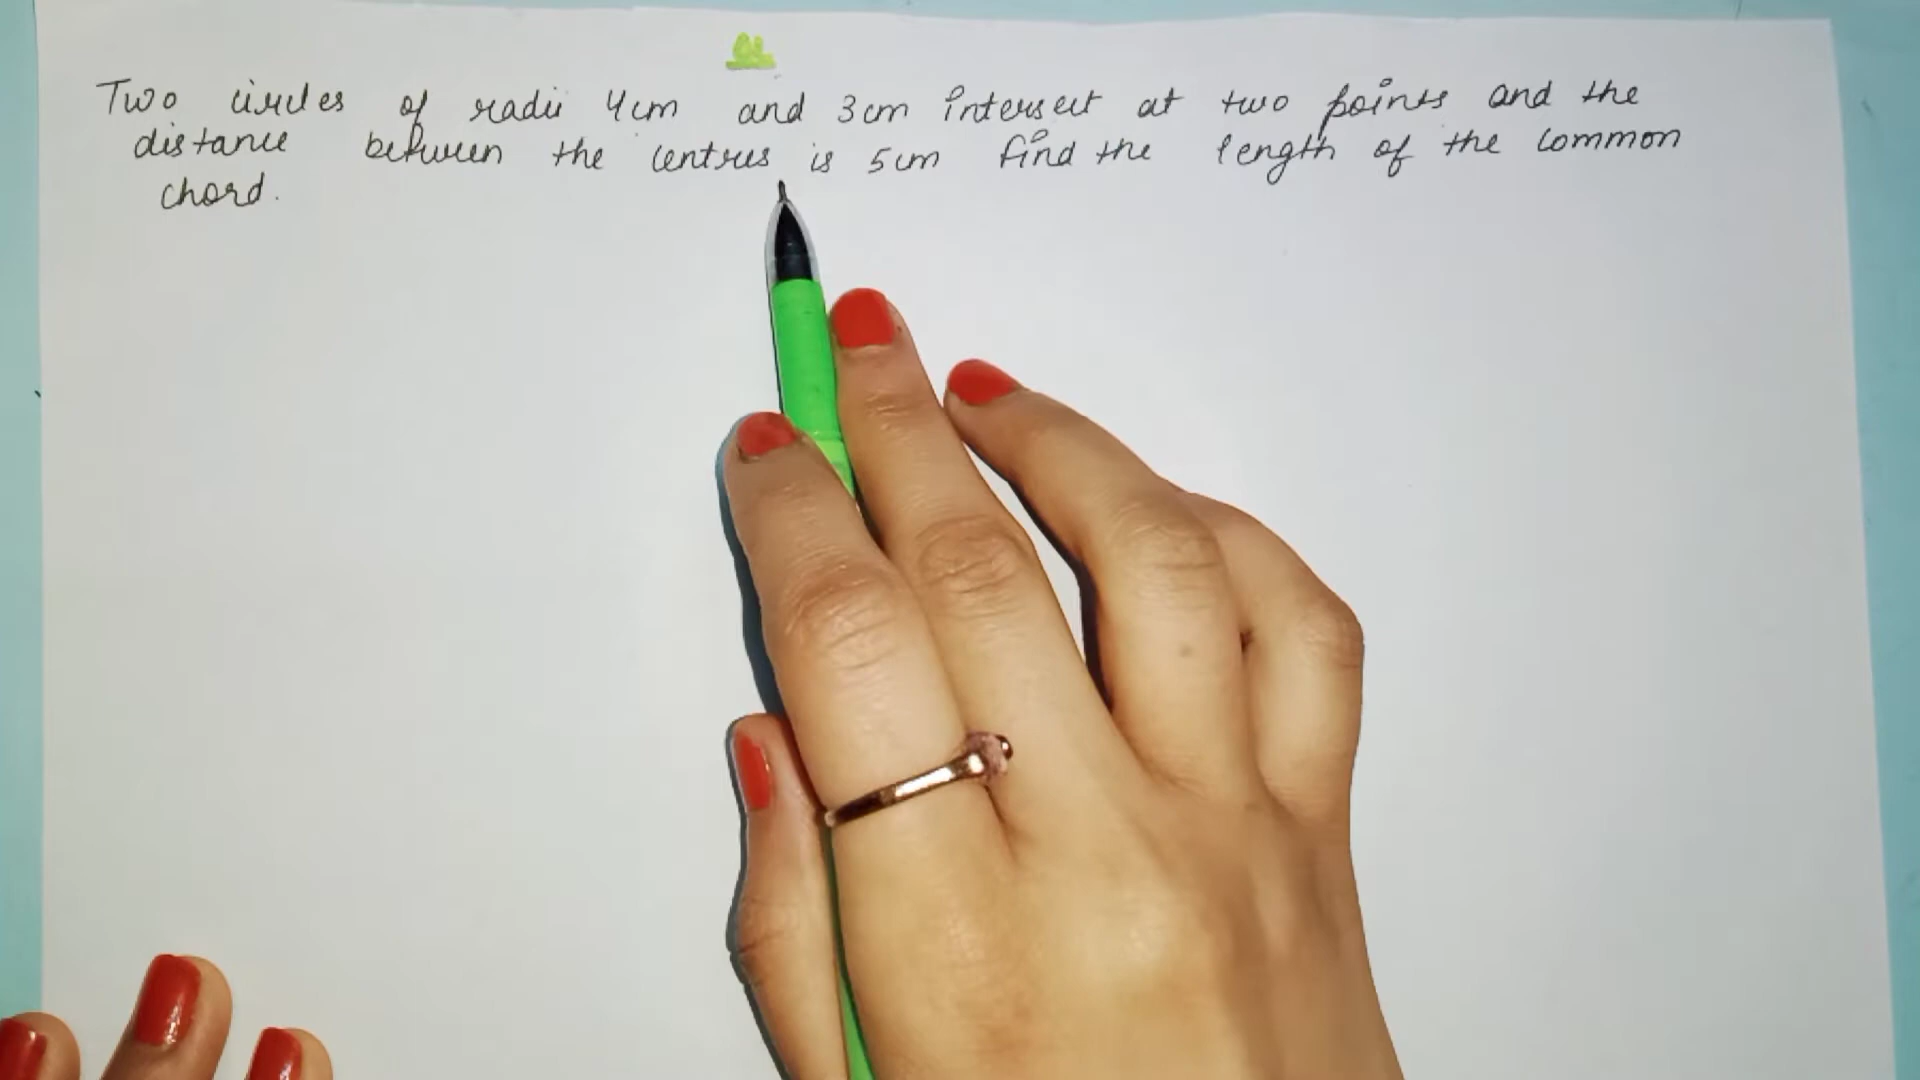 Two circles of radii 4cm and 3cm intersect at two points and the
distance between the centres is 5cm find the length of the common
chord.